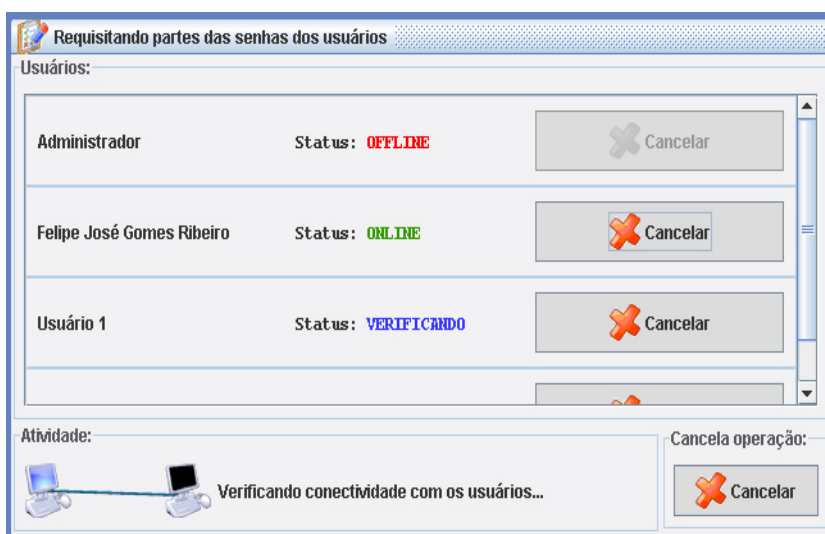 Requisitando partes das senhas dos usuários
Usuários:
Administrador Status: OFFLINE Cancelar
Felipe José Gomes Ribeiro Status: ONLINE Cancelar
Usuário 1 Status: VERIFICANDO Cancelar
Atividade: Cancela operação:
Verificando conectividade com os usuários... Cancelar